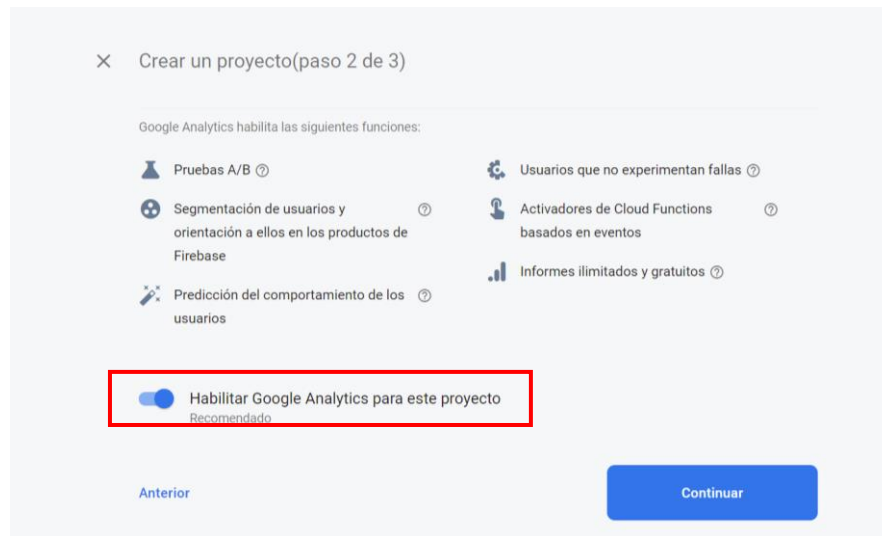 Crear un proyecto(paso 2 de 3)
Google Analytics habilita las siguientes funciones:
Pruebas A/B
Segmentación de usuarios y
orientación a ellos en los productos de
Firebase
Predicción del comportamiento de los
usuarios
Usuarios que no experimentan fallas
Activadores de Cloud Functions
basados en eventos
Informes ilimitados y gratuitos
Habilitar Google Analytics para este proyecto
Recomendado
Anterior
Continuar